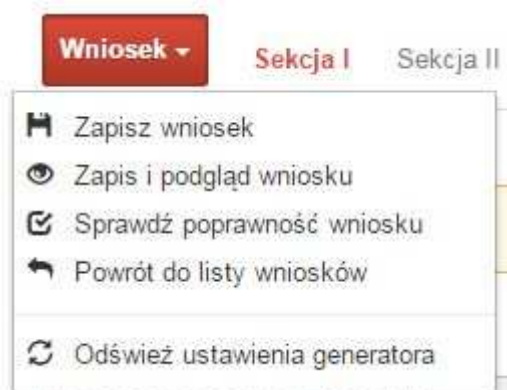 Wniosek Sekcja I Sekcja II
Zapisz wniosek
Zapis i podgląd wniosku
Sprawdź poprawność wniosku
Powrót do listy wniosków
Odśwież ustawienia generatora